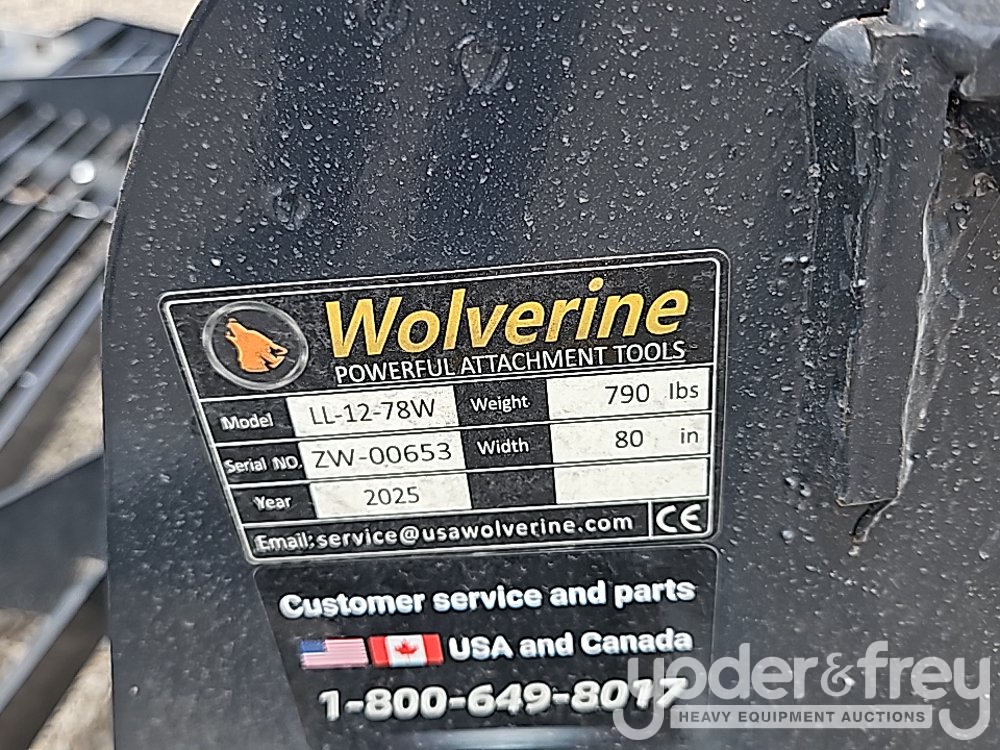 Wolverine
POWERFUL ATTACHMENT TOOLS
Model LL-12-78W Weight 790 lbs
Serial NO. ZW-00653 Width 80 in
Year 2025
Email: service@usawolverine.com CE
Customer service and parts
USA and Canada
1-800-649-8017
yoder&frey
HEAVY EQUIPMENT AUCTIONS